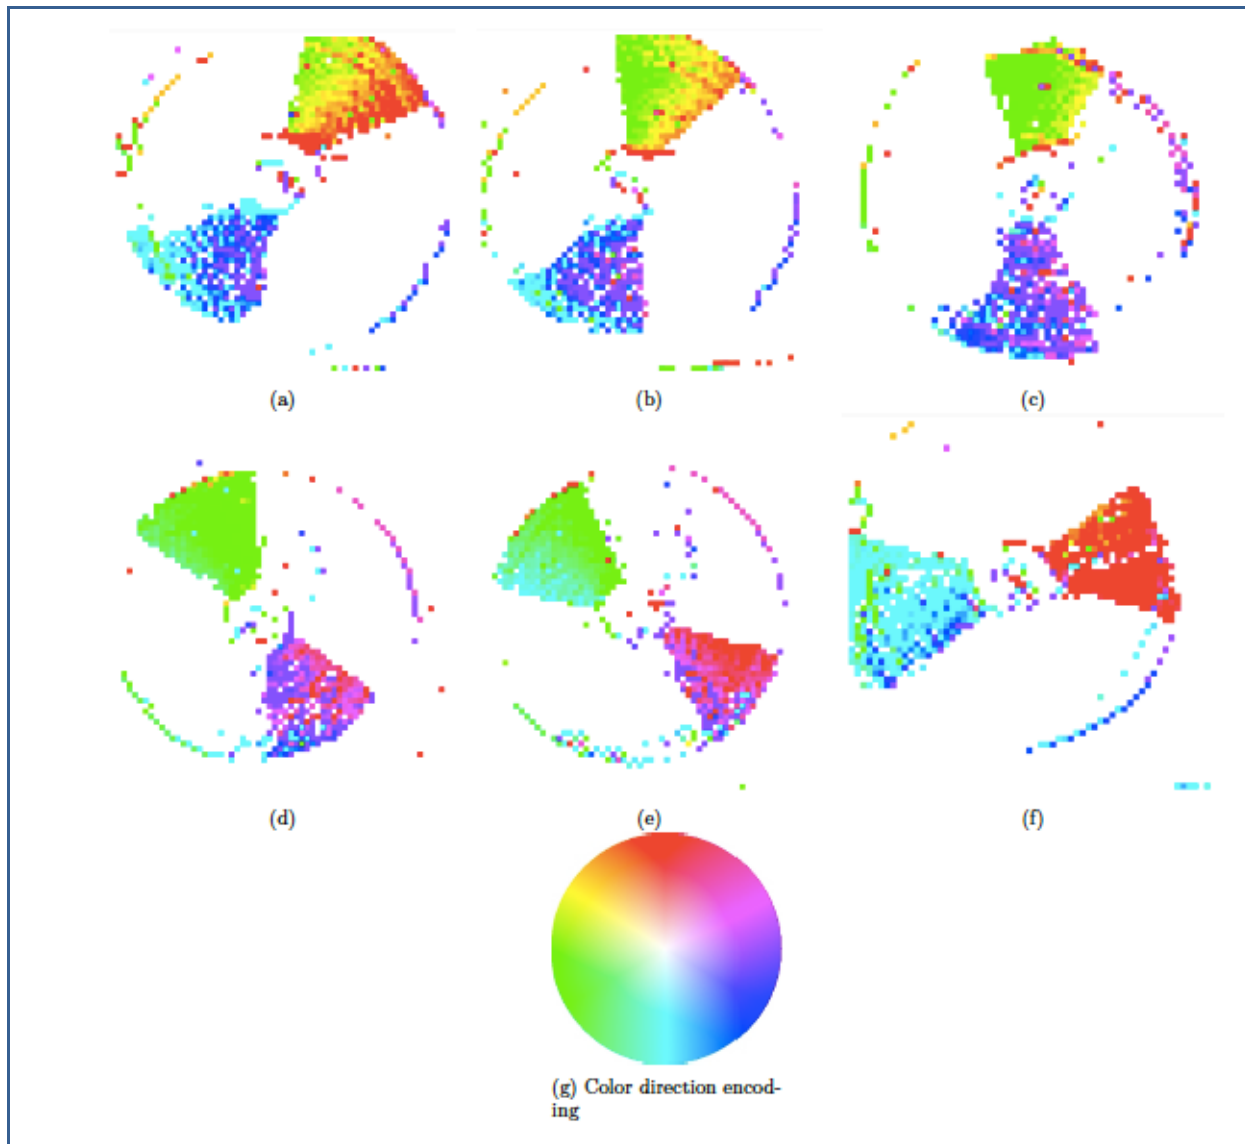 (a)
(b)
(c)
(d)
(e)
(f)
(g) Color direction encod-
ing